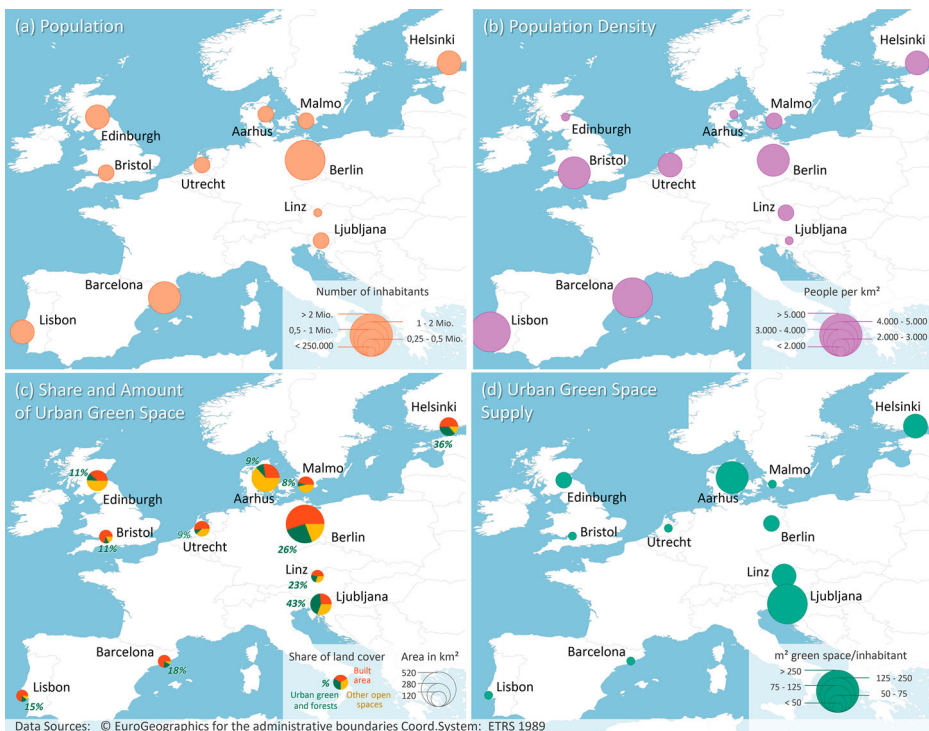 (a) Population
Helsinki
Malmo
Aarhus
Edinburgh
Bristol
Utrecht
Berlin
Linz
Ljubljana
Barcelona
Lisbon
Number of inhabitants
> 2 Mio.
1 - 2 Mio.
0,5 - 1 Mio.
0,25 - 0,5 Mio.
< 250.000
(b) Population Density
Helsinki
Malmo
Aarhus
Edinburgh
Bristol
Utrecht
Berlin
Linz
Ljubljana
Barcelona
Lisbon
People per km²
> 5.000
4.000 - 5.000
3.000 - 4.000
2.000 - 3.000
< 2.000
(c) Share and Amount
of Urban Green Space
Helsinki
36%
11%
9%
Malmo
8%
Edinburgh
Aarhus
Bristol
11%
9%
Utrecht
Berlin
26%
Linz
23%
43%
Ljubljana
Barcelona
18%
Lisbon
15%
Share of land cover
Area in km²
%
Built
area
Urban green
and forests
Other open
spaces
520
280
120
(d) Urban Green Space
Supply
Helsinki
Malmo
Aarhus
Edinburgh
Bristol
Utrecht
Berlin
Linz
Ljubljana
Barcelona
Lisbon
m² green space/inhabitant
> 250
125 - 250
75 - 125
50 - 75
< 50
Data Sources: © EuroGeographics for the administrative boundaries Coord.System: ETRS 1989